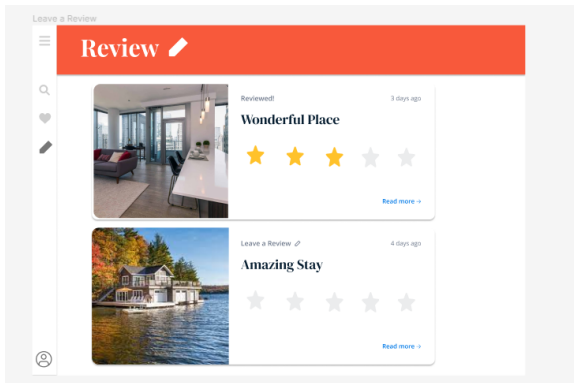 Leave a Review
Review
Reviewed!
3 days ago
Wonderful Place
Read more →
Leave a Review
4 days ago
Amazing Stay
Read more →